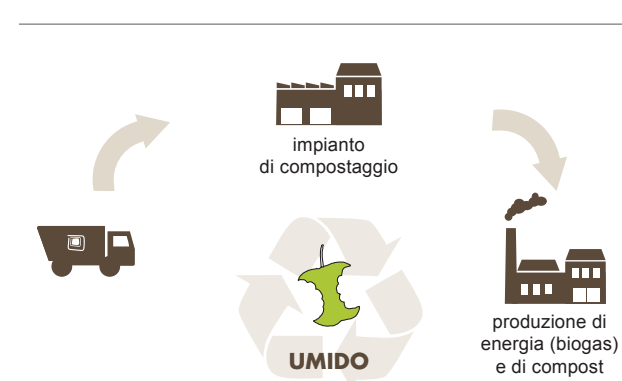 impianto
di compostaggio
UMIDO
produzione di
energia (biogas)
e di compost